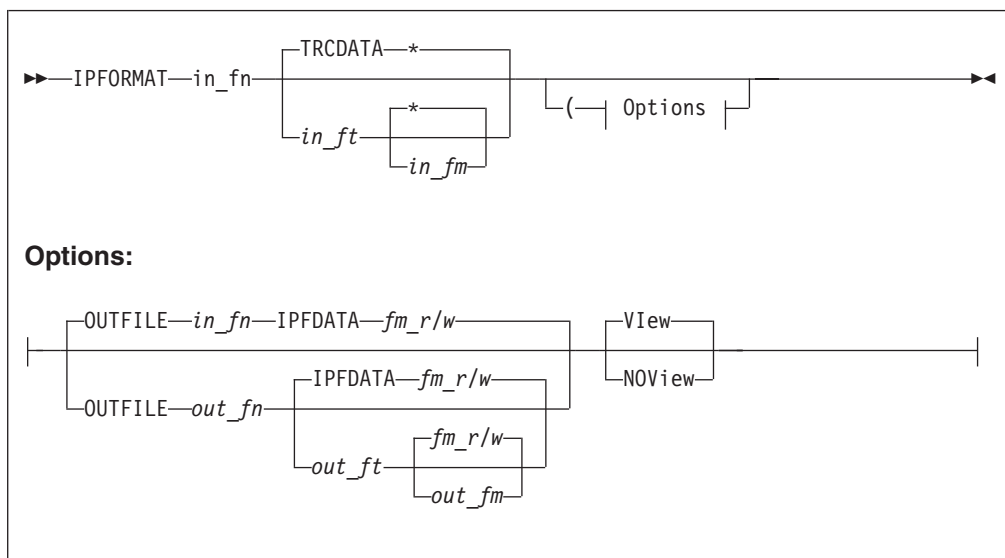 TRCDATA *
IPFORMAT in_fn ( Options
*
in_ft
in_fm
Options:
OUTFILE in_fn IPFDATA fm_r/w VIew
NOView
IPFDATA fm_r/w
OUTFILE out_fn
fm_r/w
out_ft
out_fm